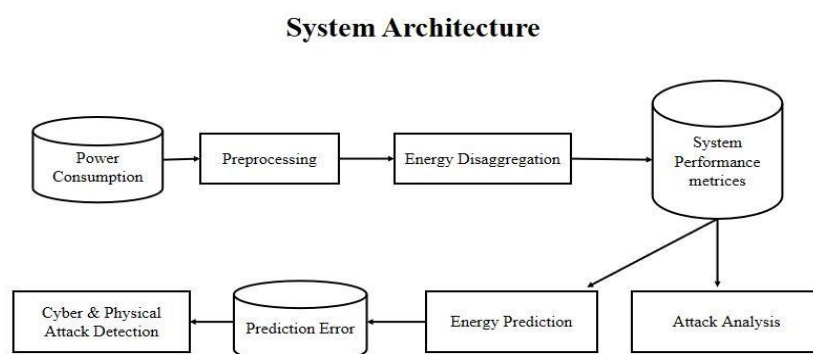 System Architecture
Power
Consumption
Preprocessing
Energy Disaggregation
System
Performance
metrices
Cyber & Physical
Attack Detection
Prediction Error
Energy Prediction
Attack Analysis